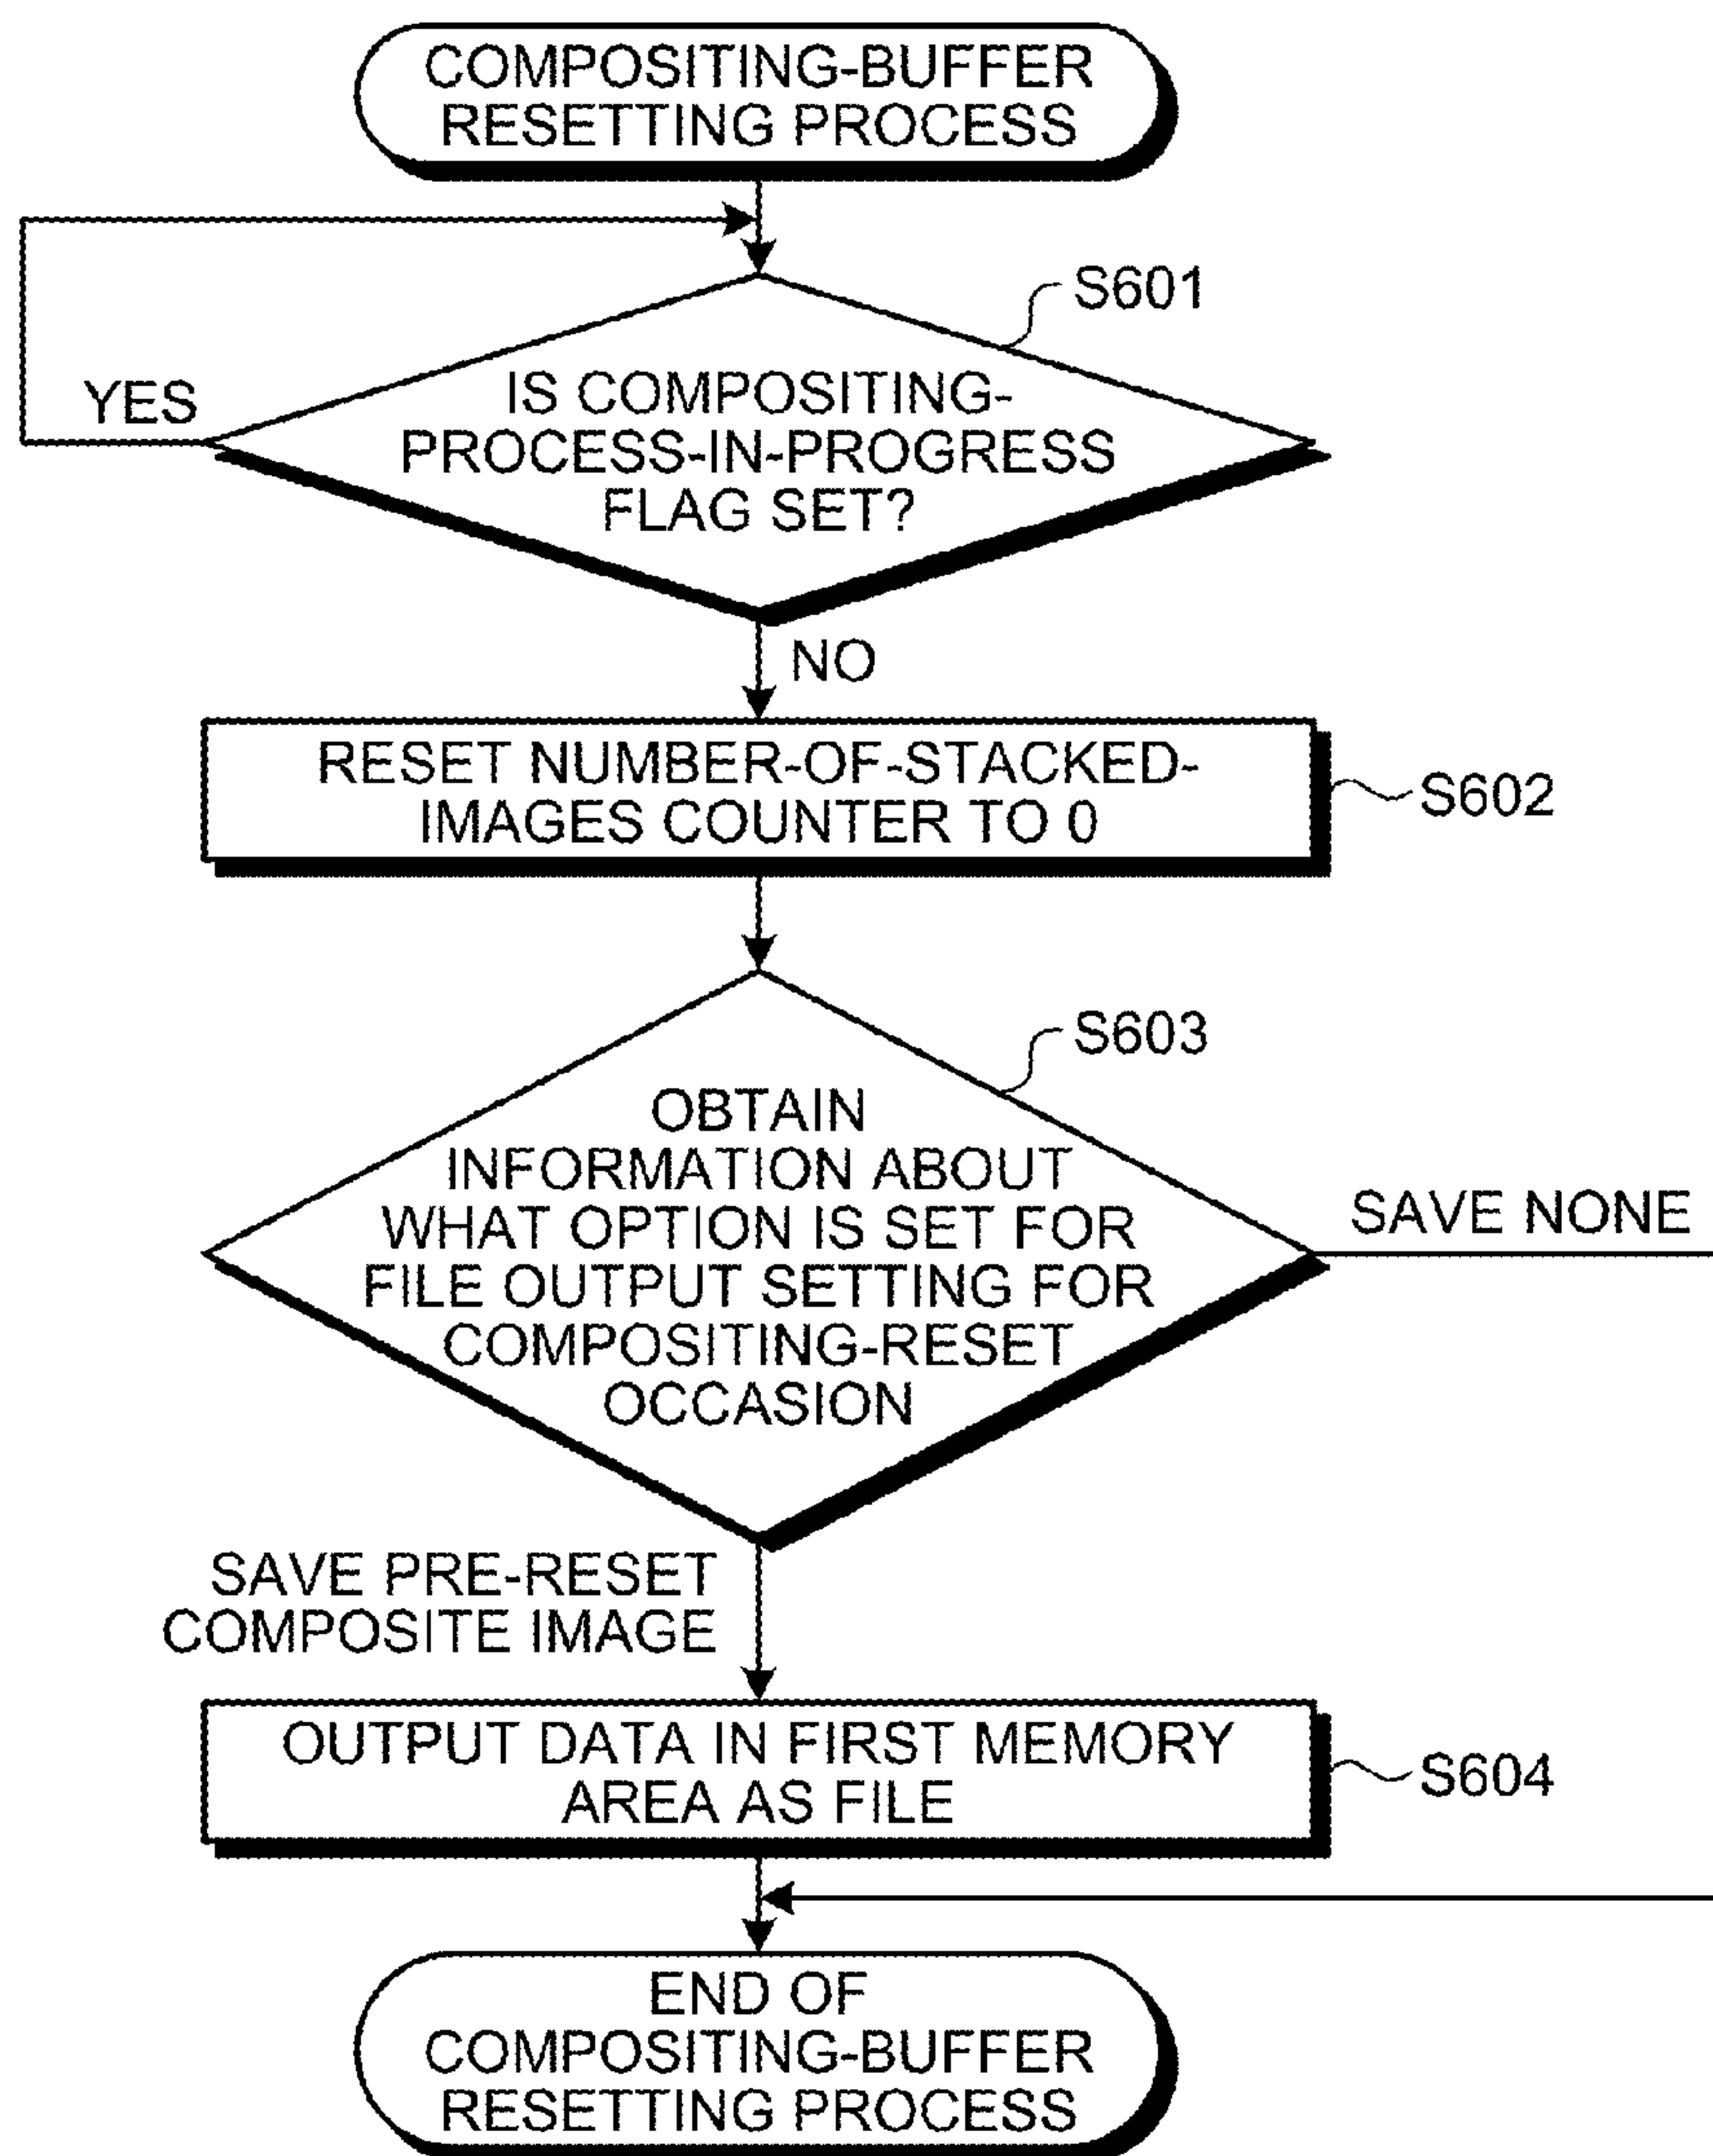 COMPOSITING-BUFFER
RESETTING PROCESS
S601
YES
IS COMPOSITING-
PROCESS-IN-PROGRESS
FLAG SET?
NO
RESET NUMBER-OF-STACKED-
IMAGES COUNTER TO 0
S602
S603
OBTAIN
INFORMATION ABOUT
WHAT OPTION IS SET FOR
FILE OUTPUT SETTING FOR
COMPOSITING-RESET
OCCASION
SAVE NONE
SAVE PRE-RESET
COMPOSITE IMAGE
OUTPUT DATA IN FIRST MEMORY
AREA AS FILE
S604
END OF
COMPOSITING-BUFFER
RESETTING PROCESS